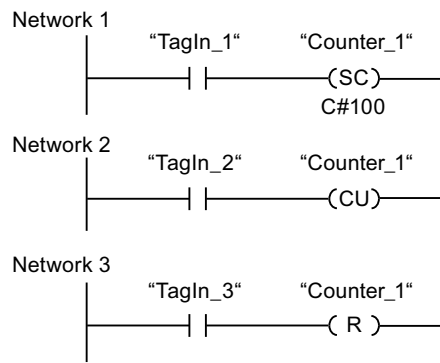 Network 1
“TagIn_1“ “Counter_1“
(SC)
C#100
Network 2
“TagIn_2“ “Counter_1“
(CU)
Network 3
“TagIn_3“ “Counter_1“
( R )